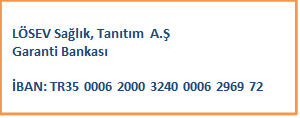 LÖSEV Sağlık, Tanıtım A.Ş
Garanti Bankası
İBAN: TR35 0006 2000 3240 0006 2969 72